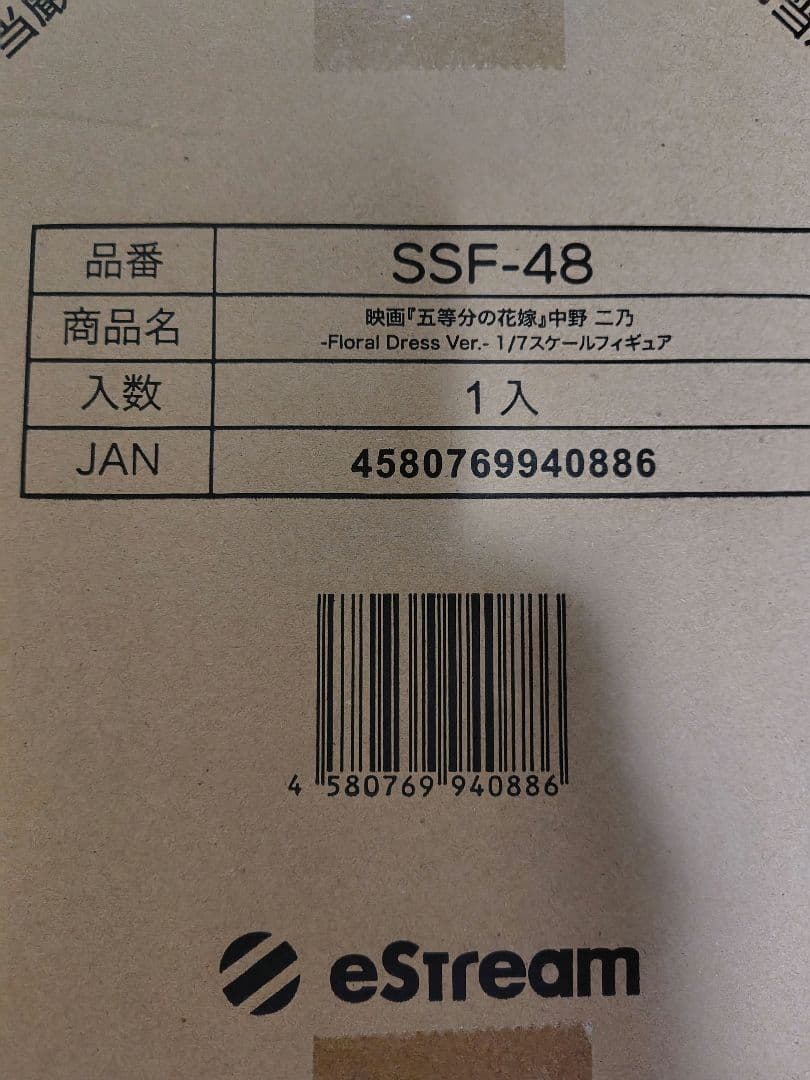 品番 SSF-48
商品名 映画『五等分の花嫁』中野 二乃
-Floral Dress Ver.- 1/7スケールフィギュア
入数 1入
JAN 4580769940886
4 580769 940886
eStream